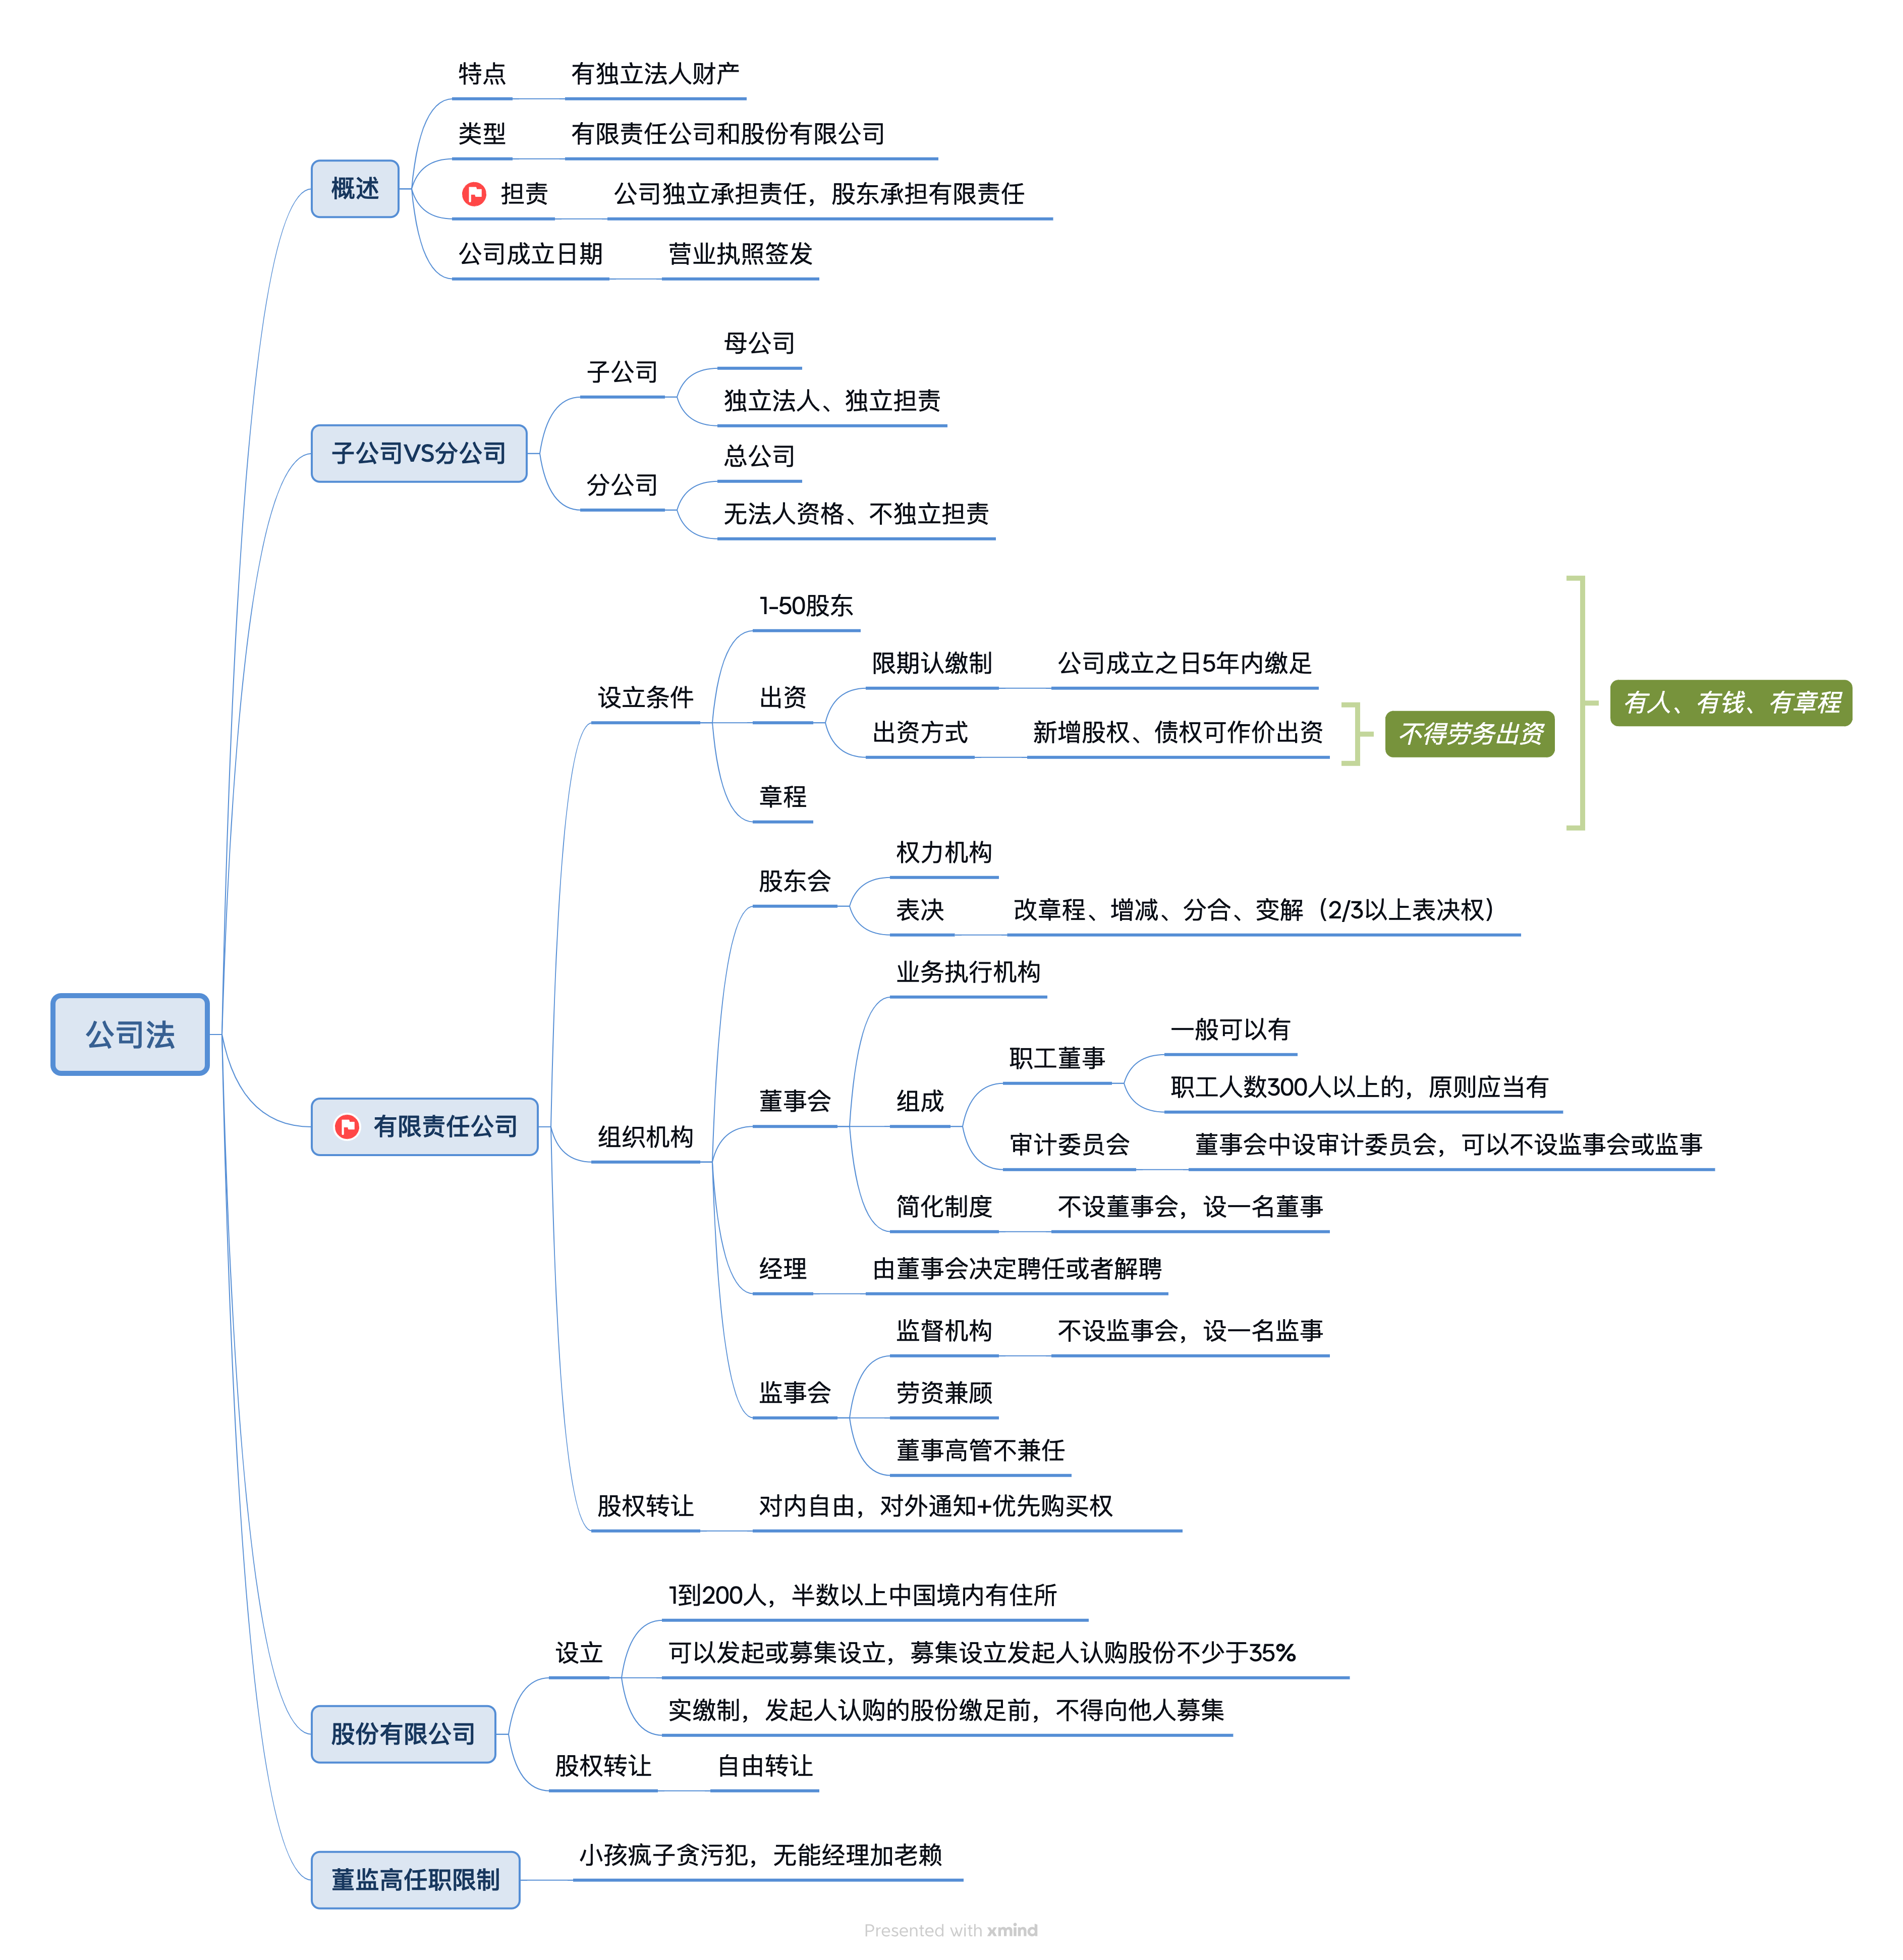 公司法
概述
特点
有独立法人财产
类型
有限责任公司和股份有限公司
担责
公司独立承担责任，股东承担有限责任
公司成立日期
营业执照签发
子公司VS分公司
子公司
母公司
独立法人、独立担责
分公司
总公司
无法人资格、不独立担责
有限责任公司
设立条件
1-50股东
出资
限期认缴制
公司成立之日5年内缴足
出资方式
新增股权、债权可作价出资
不得劳务出资
章程
有人、有钱、有章程
组织机构
股东会
权力机构
表决
改章程、增减、分合、变解（2/3以上表决权）
董事会
业务执行机构
组成
职工董事
一般可以有
职工人数300人以上的，原则应当有
审计委员会
董事会中设审计委员会，可以不设监事会或监事
简化制度
不设董事会，设一名董事
经理
由董事会决定聘任或者解聘
监事会
监督机构
不设监事会，设一名监事
劳资兼顾
董事高管不兼任
股权转让
对内自由，对外通知+优先购买权
股份有限公司
设立
1到200人，半数以上中国境内有住所
可以发起或募集设立，募集设立发起人认购股份不少于35%
实缴制，发起人认购的股份缴足前，不得向他人募集
股权转让
自由转让
董监高任职限制
小孩疯子贪污犯，无能经理加老赖
Presented with xmind